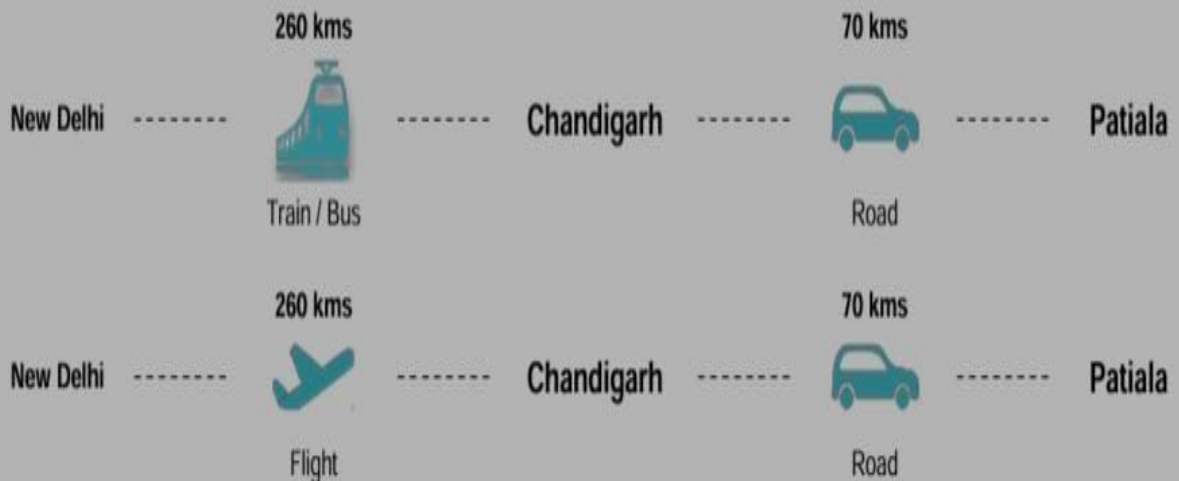 260 kms 70 kms
New Delhi Chandigarh Patiala
Train / Bus Road
260 kms 70 kms
New Delhi Chandigarh Patiala
Flight Road